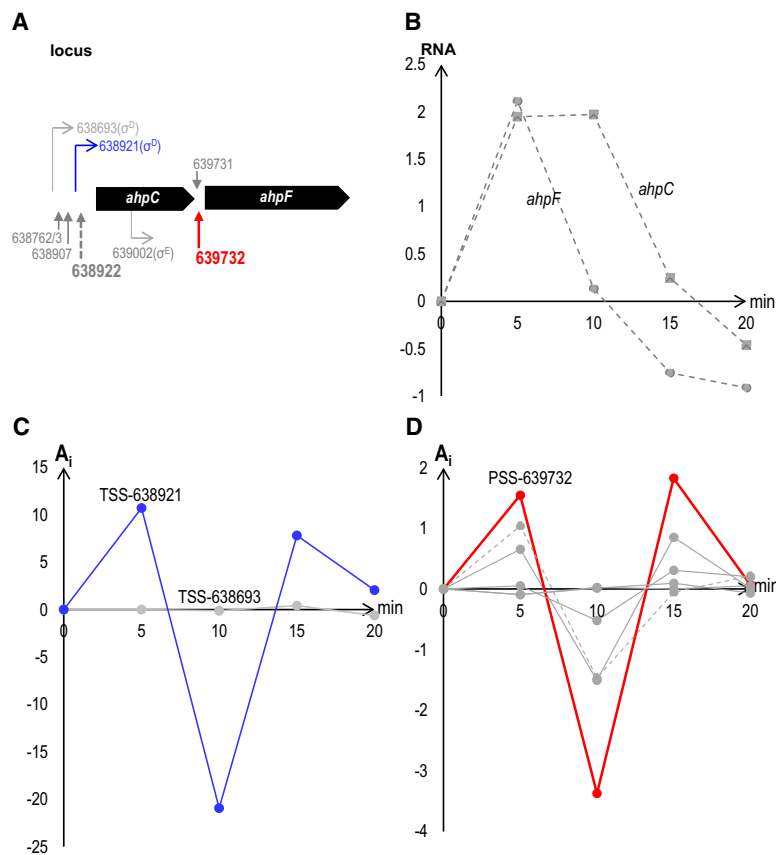 A
locus
638693(σD)
638921(σD)
639731
ahpC
ahpF
638762/3
638907
638922
639002(σE)
639732
B
RNA
2.5
2
1.5
1
0.5
0
-0.5
-1
ahpF
ahpC
min
0 5 10 15 20
C
Ai
15
10
5
0
-5
-10
-15
-20
-25
TSS-638921
TSS-638693
min
0 5 10 15 20
D
Ai
2
1
0
-1
-2
-3
-4
PSS-639732
min
0 5 10 15 20